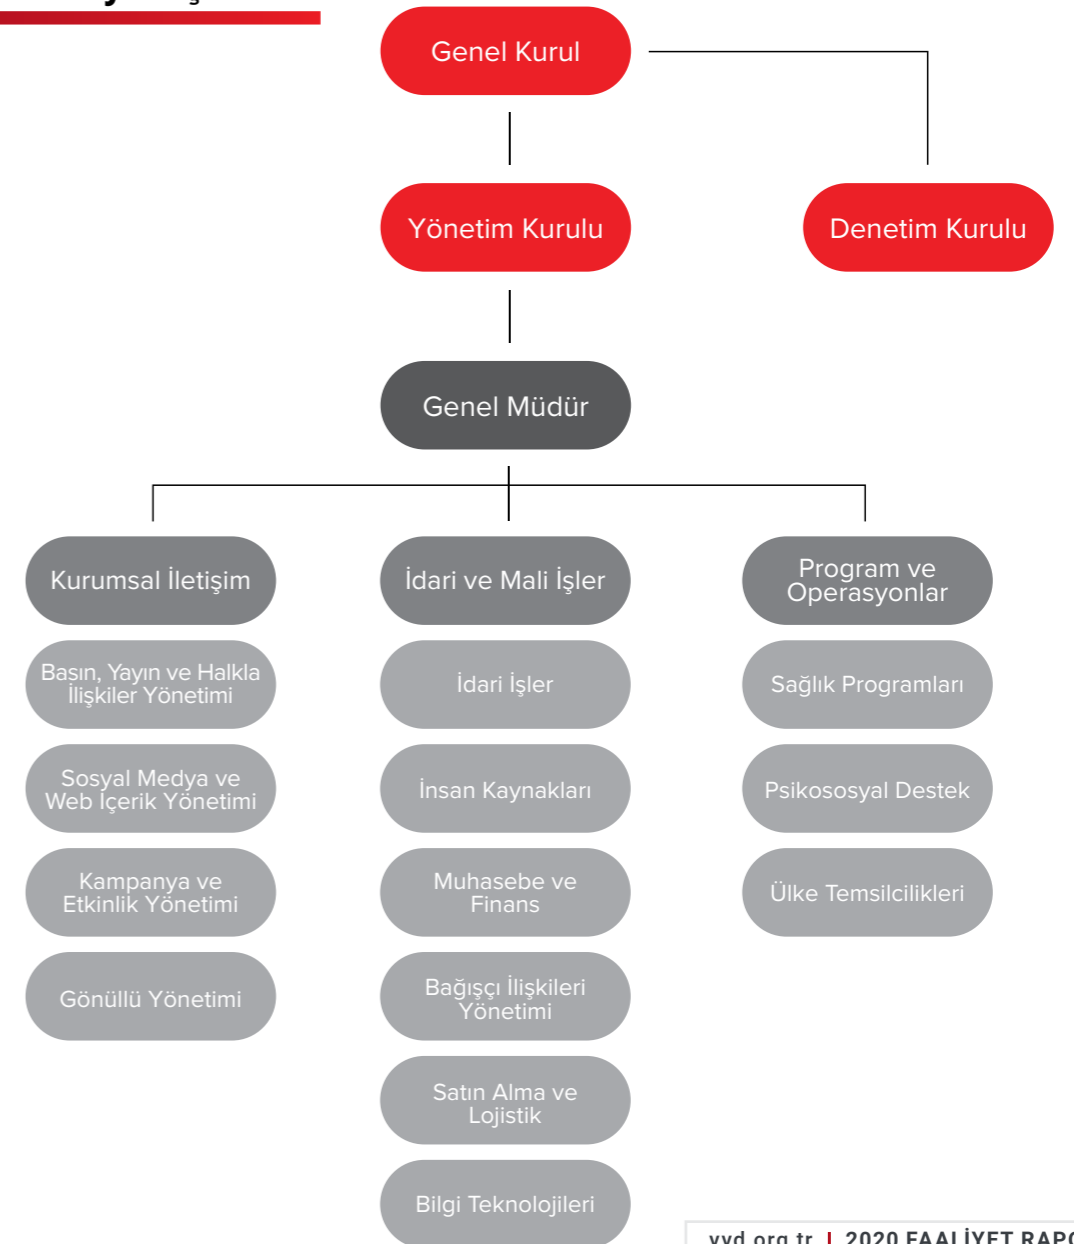 Genel Kurul
Yönetim Kurulu
Denetim Kurulu
Genel Müdür
Kurumsal İletişim
Basın, Yayın ve Halkla
İlişkiler Yönetimi
Sosyal Medya ve
Web İçerik Yönetimi
Kampanya ve
Etkinlik Yönetimi
Gönüllü Yönetimi
İdari ve Mali İşler
İdari İşler
İnsan Kaynakları
Muhasebe ve
Finans
Bağışçı İlişkileri
Yönetimi
Satın Alma ve
Lojistik
Bilgi Teknolojileri
Program ve
Operasyonlar
Sağlık Programları
Psikososyal Destek
Ülke Temsilcilikleri
2020 FAALİYET